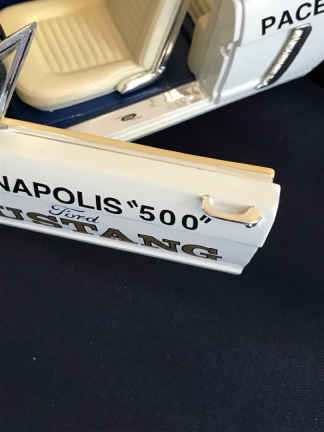 PACE
NAPOLIS "500"
Ford
USTANG